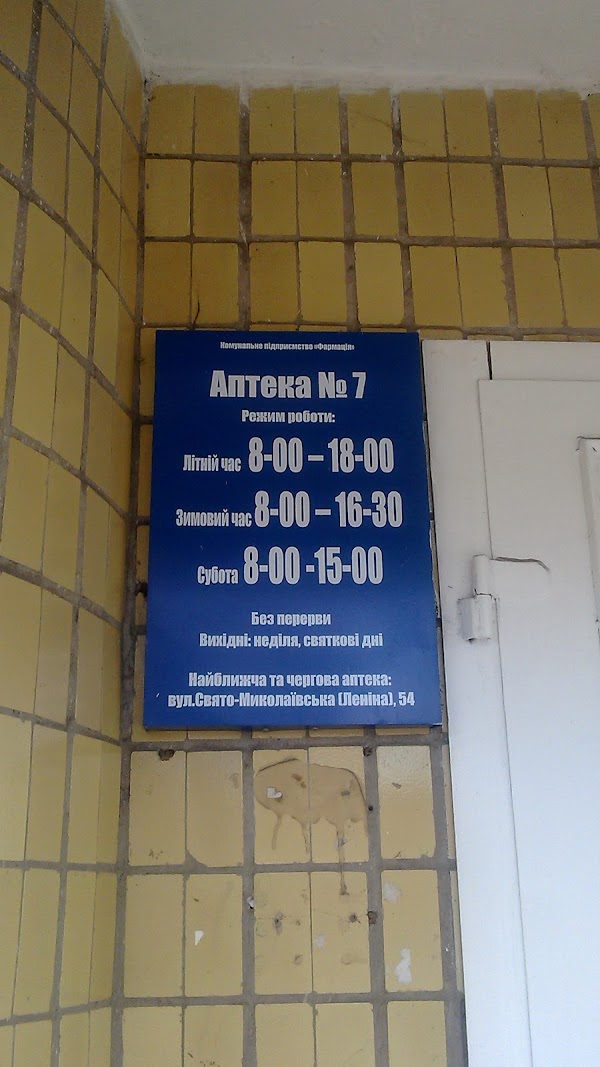 Комунальне підприємство «Фармація»
Аптека № 7
Режим роботи:
Літній час 8-00 – 18-00
Зимовий час 8-00 – 16-30
Субота 8-00 -15-00
Без перерви
Вихідні: неділя, святкові дні
Найближча та чергова аптека:
вул.Свято-Миколаївська (Леніна), 54